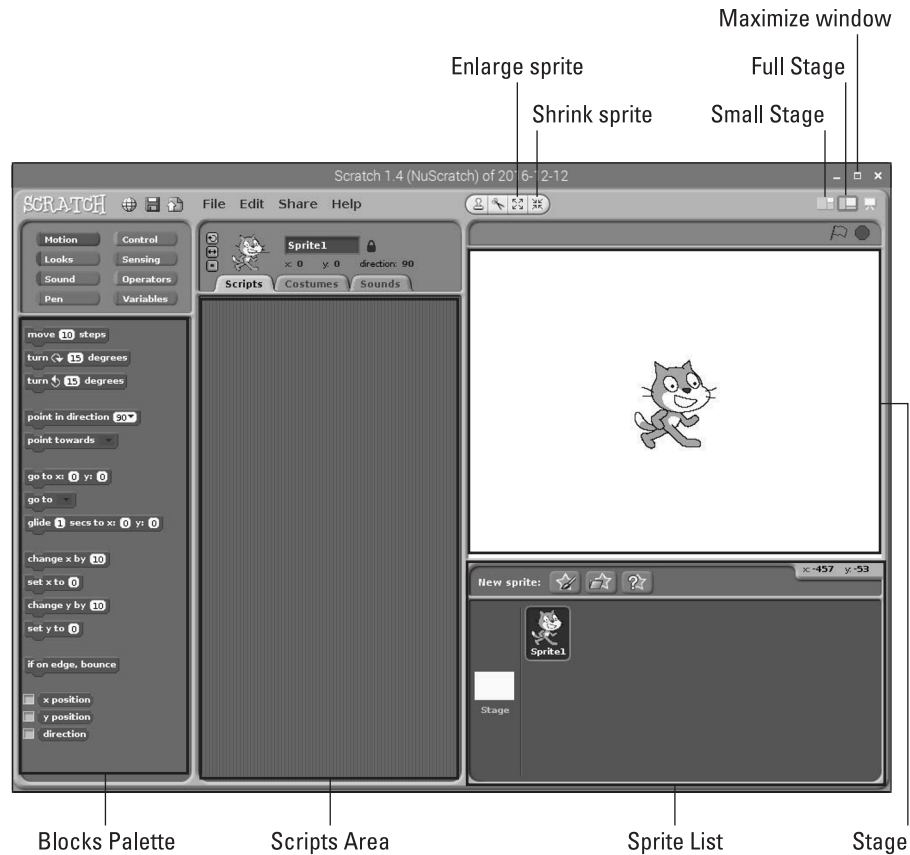 Maximize window
Enlarge sprite
Full Stage
Shrink sprite
Small Stage
Scratch 1.4 (NuScratch) of 2016-12-12
SCRATCH
File Edit Share Help
Motion Control
Looks Sensing
Sound Operators
Pen Variables
Sprite1
x: 0 y: 0 direction: 90
Scripts Costumes Sounds
move 10 steps
turn 15 degrees
turn 15 degrees
point in direction 90
point towards
go to x: 0 y: 0
go to
glide 1 secs to x: 0 y: 0
change x by 10
set x to 0
change y by 10
set y to 0
if on edge, bounce
x position
y position
direction
x: -457 y: -53
New sprite:
Sprite1
Stage
Blocks Palette
Scripts Area
Sprite List
Stage